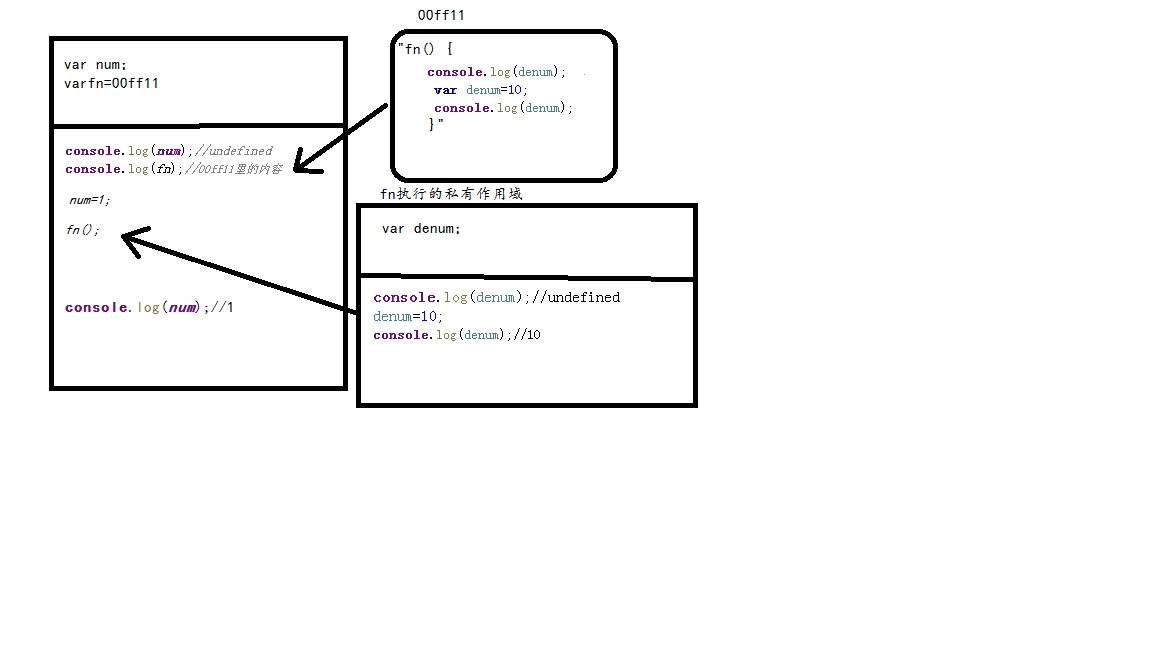 00ff11
"fn() {
console.log(denum);
var denum=10;
console.log(denum);
}"
var num;
varfn=00ff11
console.log(num);//undefined
console.log(fn);//00ff11里的内容
num=1;
fn();
console.log(num);//1
fn执行的私有作用域
var denum;
console.log(denum);//undefined
denum=10;
console.log(denum);//10